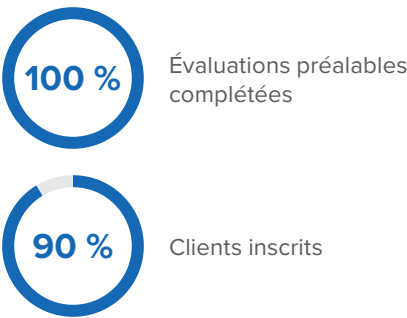 100 %
Évaluations préalables
complétées
90 %
Clients inscrits